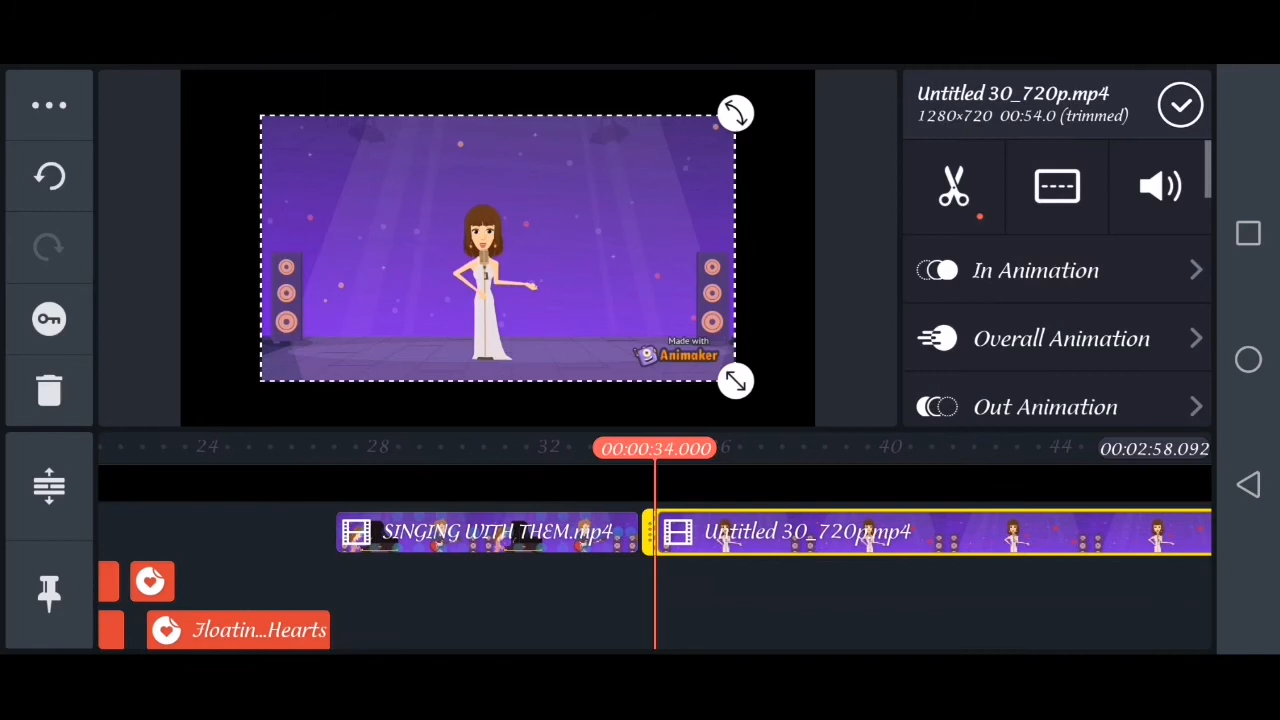 Untitled 30_720p.mp4
1280×720 00:54.0 (trimmed)
In Animation
Overall Animation
Out Animation
Made with
Animaker
24 28 32 00:00:34.000 6 40 44 00:02:58.092
SINGING WITH THEM.mp4
Untitled 30_720p.mp4
Floatin...Hearts